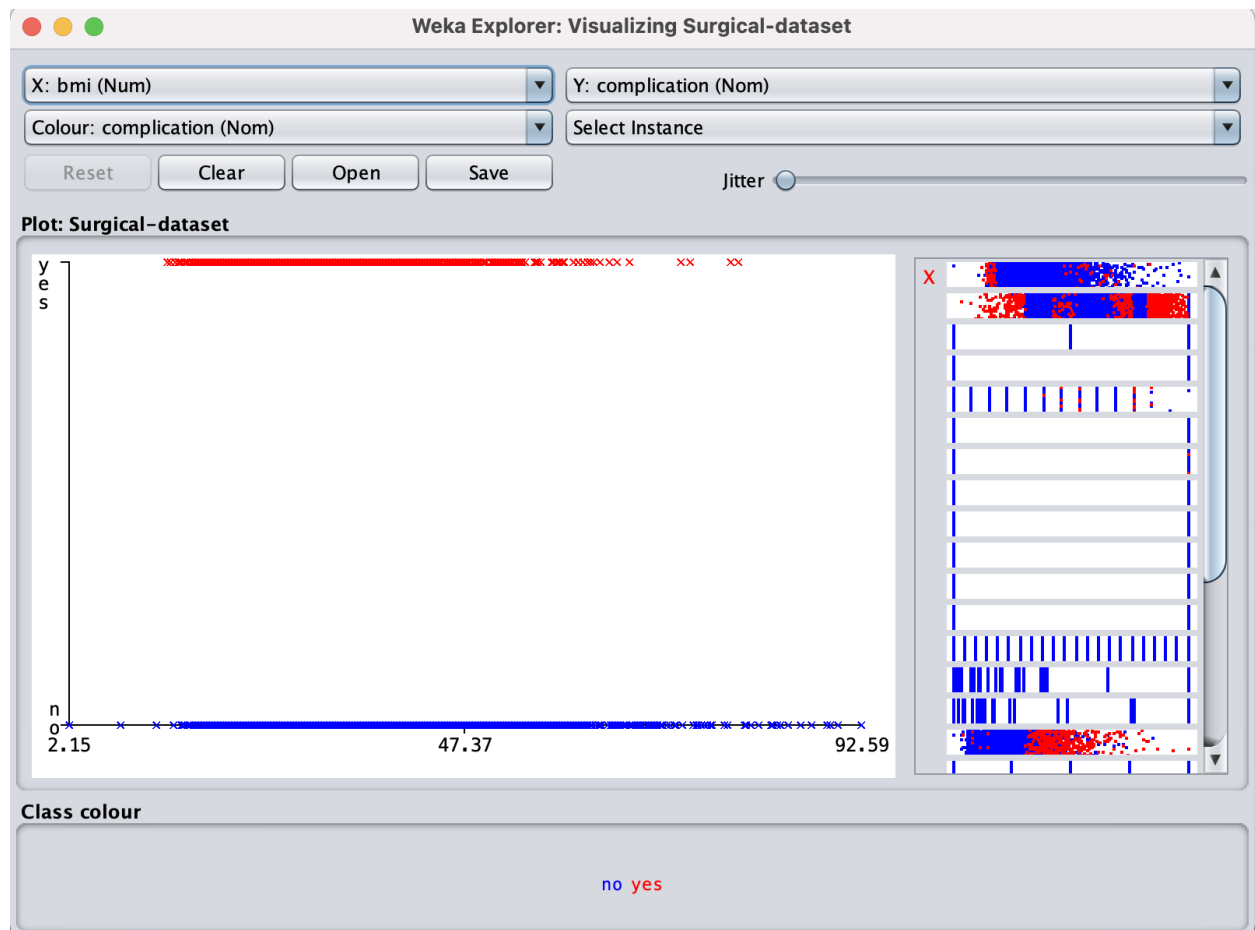 Weka Explorer: Visualizing Surgical-dataset
X: bmi (Num)
Y: complication (Nom)
Colour: complication (Nom)
Select Instance
Reset
Clear
Open
Save
Jitter
Plot: Surgical-dataset
yes
X
no
2.15
47.37
92.59
Class colour
no yes